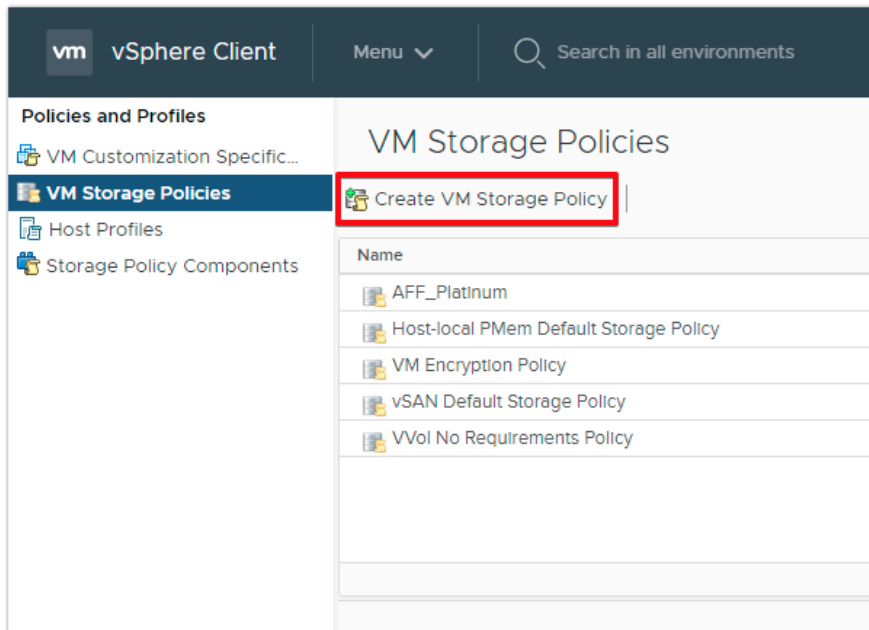 vm vSphere Client Menu Search in all environments
Policies and Profiles
VM Customization Specific...
VM Storage Policies
Host Profiles
Storage Policy Components
VM Storage Policies
Create VM Storage Policy
Name
AFF_Platinum
Host-local PMem Default Storage Policy
VM Encryption Policy
vSAN Default Storage Policy
VVol No Requirements Policy